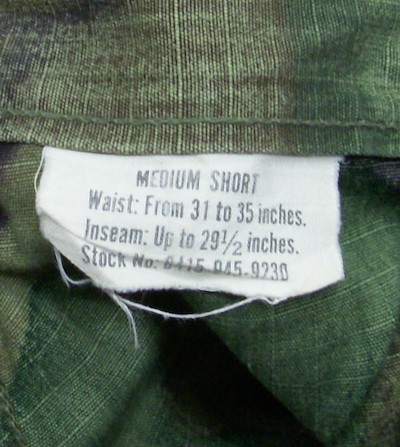 MEDIUM SHORT
Waist: From 31 to 35 inches.
Inseam: Up to 29½ inches.
Stock No: 8415-945-9230